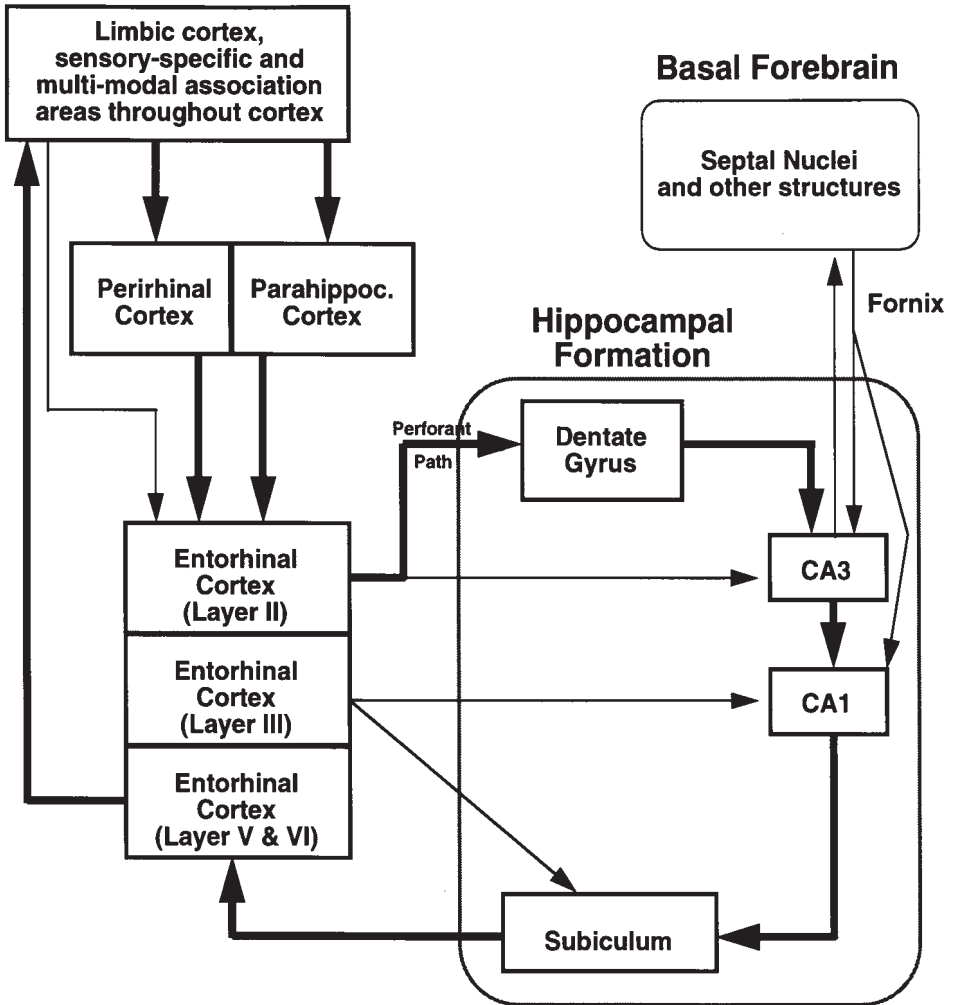 Limbic cortex,
sensory-specific and
multi-modal association
areas throughout cortex
Basal Forebrain
Septal Nuclei
and other structures
Perirhinal
Cortex
Parahippoc.
Cortex
Fornix
Hippocampal
Formation
Perforant
Path
Dentate
Gyrus
Entorhinal
Cortex
(Layer II)
CA3
Entorhinal
Cortex
(Layer III)
CA1
Entorhinal
Cortex
(Layer V & VI)
Subiculum